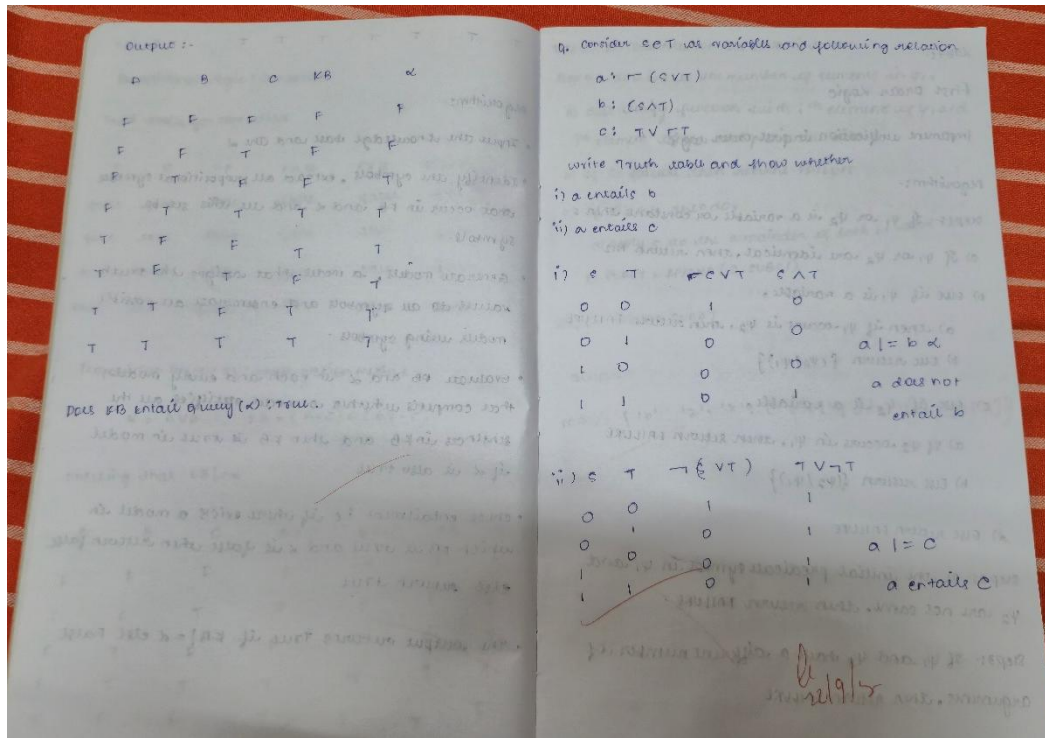 Output :-
A B C KB α
F F F F F
F F T F F
F T F F T
F T T T T
T F F T T
T F T F T
T T F T T
T T T T T
Does KB entail query (α) : True.
Q. Consider S & T as variables and following relation
a: ¬ (S ∨ T)
b: (S ∧ T)
c: T ∨ ¬ T
write Truth table and show whether
i) a entails b
ii) a entails c
i) S T ¬ S ∨ T S ∧ T
0 0 1 0
0 1 0 0
a |= b α
1 0 0 0
a does not
1 1 0 1
entail b
ii) S T ¬ (S ∨ T) T ∨ ¬ T
0 0 1 1
0 1 0 1
a |= C
1 0 0 1
a entails C
1 1 0 1
22/9/5